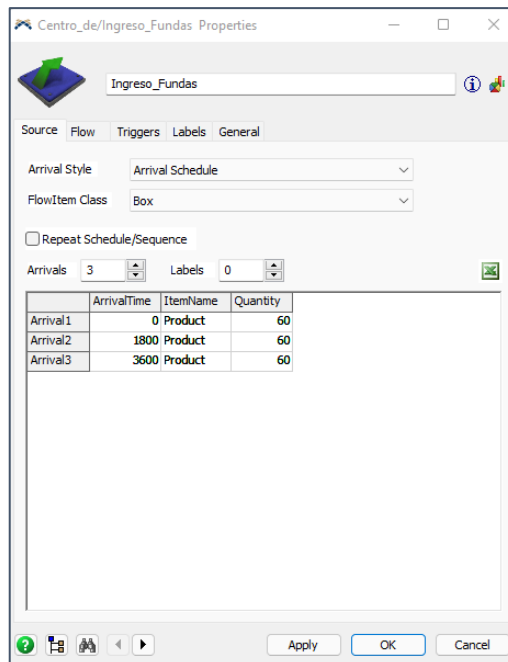 Centro_de/Ingreso_Fundas Properties
Ingreso_Fundas
Source Flow Triggers Labels General
Arrival Style Arrival Schedule
FlowItem Class Box
Repeat Schedule/Sequence
Arrivals 3 Labels 0
ArrivalTime ItemName Quantity
Arrival1 0 Product 60
Arrival2 1800 Product 60
Arrival3 3600 Product 60
Apply OK Cancel